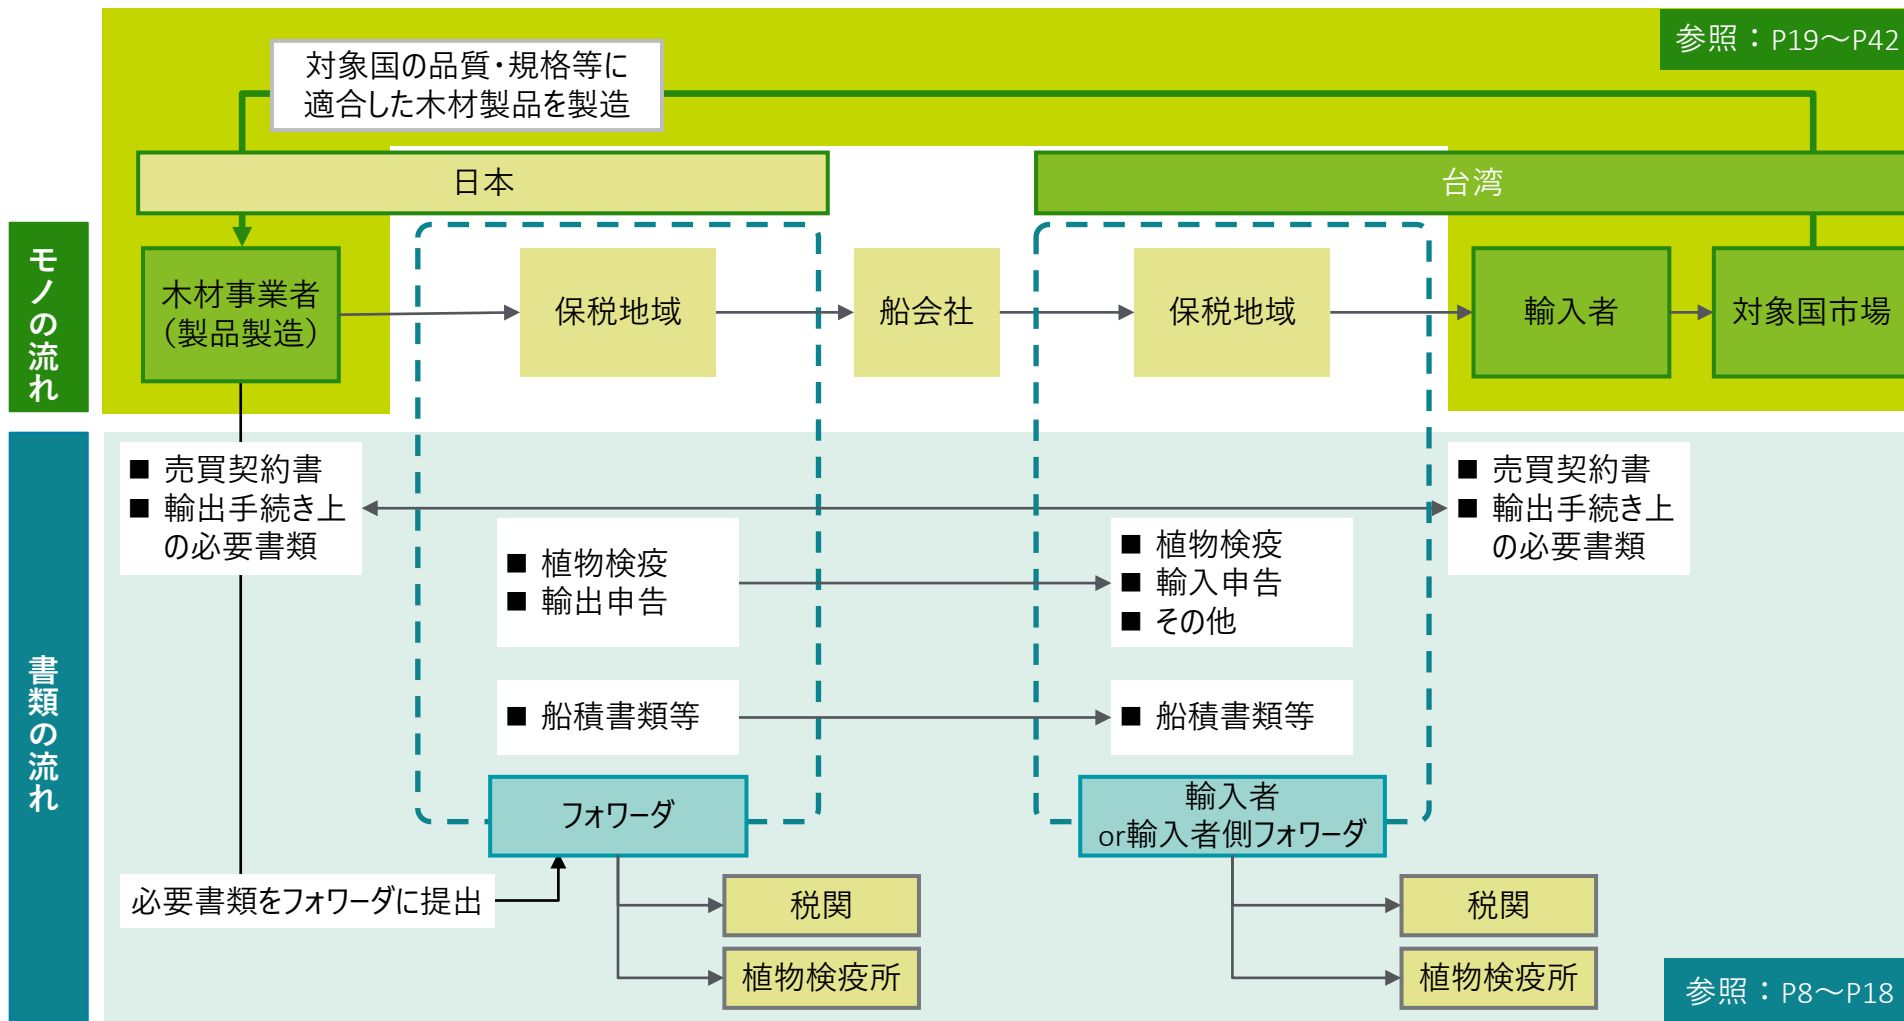 参照：P19～P42
対象国の品質・規格等に
適合した木材製品を製造
日本
台湾
モノの流れ
木材事業者
（製品製造）
保税地域
船会社
保税地域
輸入者
対象国市場
書類の流れ
■ 売買契約書
■ 輸出手続き上
の必要書類
■ 売買契約書
■ 輸出手続き上
の必要書類
■ 植物検疫
■ 輸出申告
■ 植物検疫
■ 輸入申告
■ その他
■ 船積書類等
■ 船積書類等
フォワーダ
輸入者
or輸入者側フォワーダ
必要書類をフォワーダに提出
税関
植物検疫所
税関
植物検疫所
参照：P8～P18